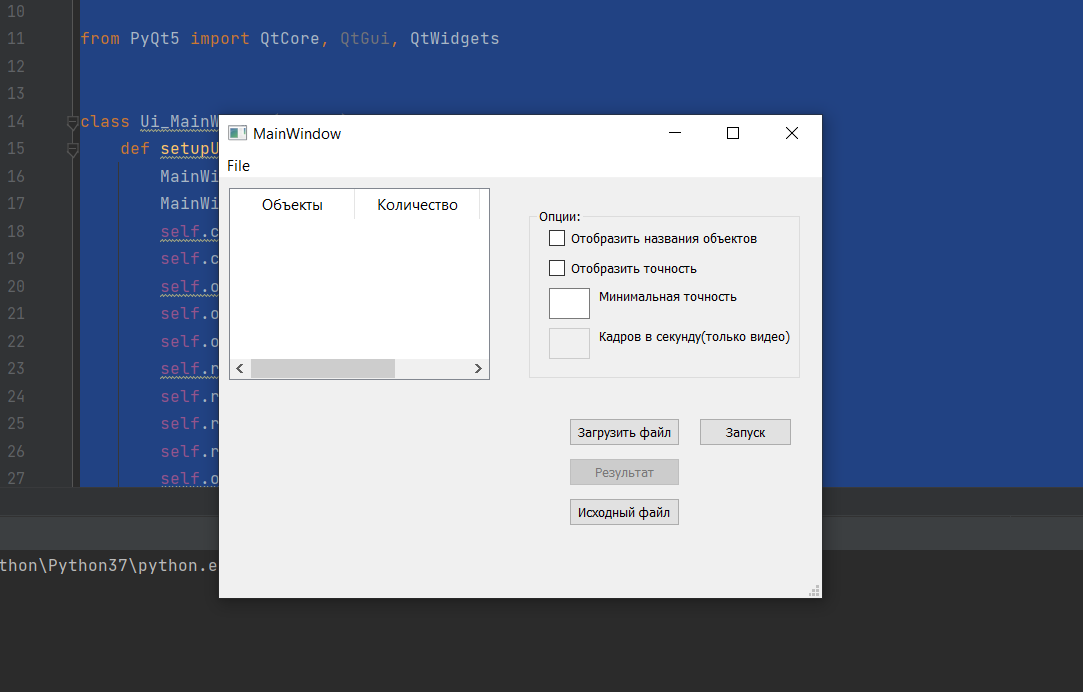 10
11 from PyQt5 import QtCore, QtGui, QtWidgets
12
13
14 class Ui_MainW
15 def setupU
16 MainWi
17 MainWi
18 self.c
19 self.c
20 self.o
21 self.o
22 self.o
23 self.r
24 self.r
25 self.r
26 self.r
27 self.o
MainWindow
File
Объекты Количество
Опции:
Отобразить названия объектов
Отобразить точность
Минимальная точность
Кадров в секунду(только видео)
Загрузить файл Запуск
Результат
Исходный файл
thon\Python37\python.e